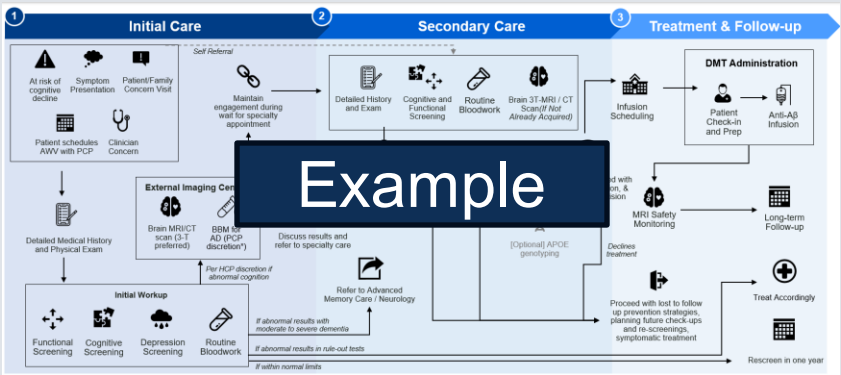 1
Initial Care
2
Secondary Care
3
Treatment & Follow-up
Self Referral
At risk of
cognitive
decline
Symptom
Presentation
Patient/Family
Concern Visit
Patient schedules
AWV with PCP
Clinician
Concern
Maintain
engagement during
wait for specialty
appointment
Detailed History
and Exam
Cognitive and
Functional
Screening
Routine
Bloodwork
Brain 3T-MRI / CT
Scan(If Not
Already Acquired)
Infusion
Scheduling
DMT Administration
Patient
Check-in
and Prep
Anti-Aβ
Infusion
Example
External Imaging
Brain MRI/CT
scan (3-T
preferred)
BBM for
AD (PCP
discretion*)
Detailed Medical History
and Physical Exam
Discuss results and
refer to specialty care
[Optional] APOE
genotyping
with
MRI Safety
Monitoring
Long-term
Follow-up
Declines
treatment
Per HCP discretion if
abnormal cognition
Refer to Advanced
Memory Care / Neurology
Initial Workup
Functional
Screening
Cognitive
Screening
Depression
Screening
Routine
Bloodwork
If abnormal results with
moderate to severe dementia
If abnormal results in rule-out tests
If within normal limits
Proceed with lost to follow
up prevention strategies,
planning future check-ups
and re-screenings,
symptomatic treatment
Treat Accordingly
Rescreen in one year